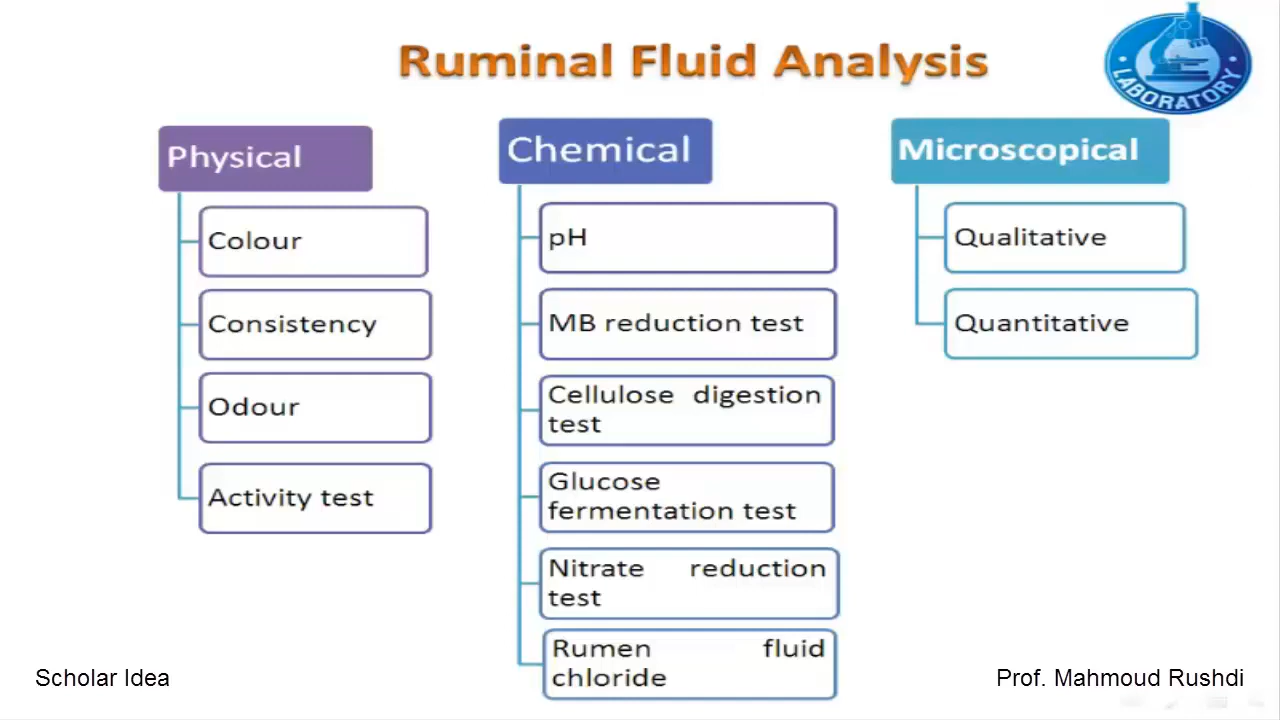 Ruminal Fluid Analysis
LABORATORY
Physical
Colour
Consistency
Odour
Activity test
Chemical
pH
MB reduction test
Cellulose digestion
test
Glucose
fermentation test
Nitrate reduction
test
Rumen fluid
chloride
Microscopical
Qualitative
Quantitative
Scholar Idea
Prof. Mahmoud Rushdi